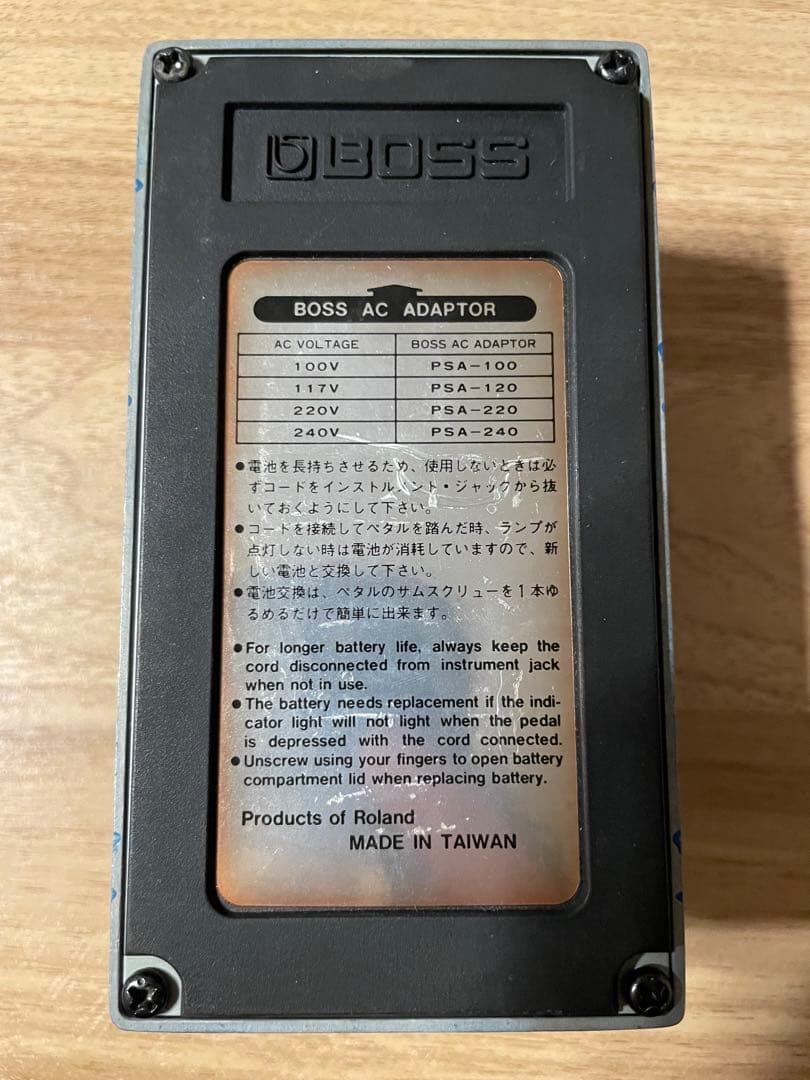 BOSS
BOSS AC ADAPTOR
AC VOLTAGE BOSS AC ADAPTOR
100V PSA-100
117V PSA-120
220V PSA-220
240V PSA-240
●電池を長持ちさせるため、使用しないときは必
ずコードをインストルメント・ジャックから抜
いておくようにして下さい。
●コードを接続してペタルを踏んだ時、ランプが
点灯しない時は電池が消耗していますので、新
しい電池と交換して下さい。
●電池交換は、ペタルのサムスクリューを1本ゆ
るめるだけで簡単に出来ます。
●For longer battery life, always keep the
cord disconnected from instrument jack
when not in use.
●The battery needs replacement if the indi-
cator light will not light when the pedal
is depressed with the cord connected.
●Unscrew using your fingers to open battery
compartment lid when replacing battery.
Products of Roland
MADE IN TAIWAN